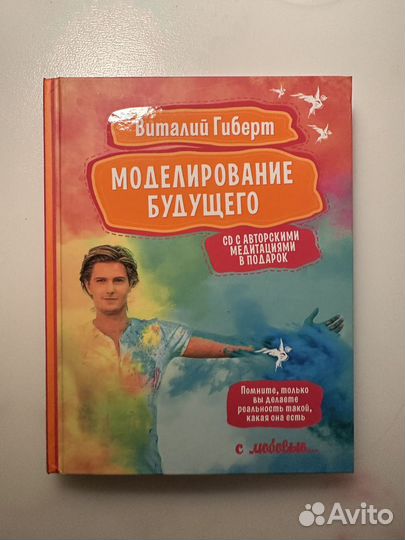 Виталий Гиберт
МОДЕЛИРОВАНИЕ
БУДУЩЕГО
CD С АВТОРСКИМИ
МЕДИТАЦИЯМИ
В ПОДАРОК
Помните, только
вы делаете
реальность такой,
какая она есть
с любовью...
Avito